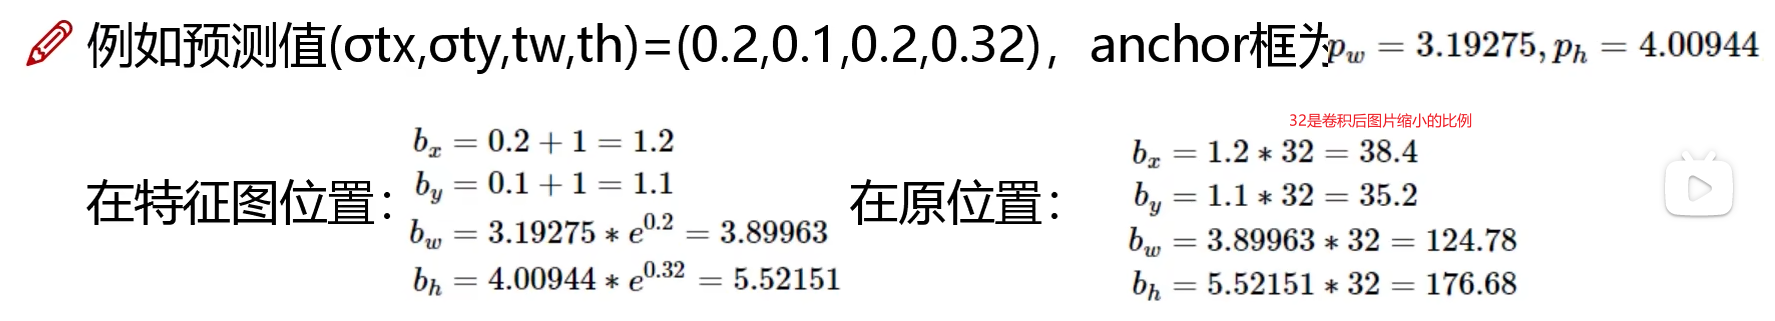 例如预测值(σtx,σty,tw,th)=(0.2,0.1,0.2,0.32)，anchor框为 p_w = 3.19275, p_h = 4.00944
在特征图位置：
b_x = 0.2 + 1 = 1.2
b_y = 0.1 + 1 = 1.1
b_w = 3.19275 * e^{0.2} = 3.89963
b_h = 4.00944 * e^{0.32} = 5.52151
在原位置：
32是卷积后图片缩小的比例
b_x = 1.2 * 32 = 38.4
b_y = 1.1 * 32 = 35.2
b_w = 3.89963 * 32 = 124.78
b_h = 5.52151 * 32 = 176.68